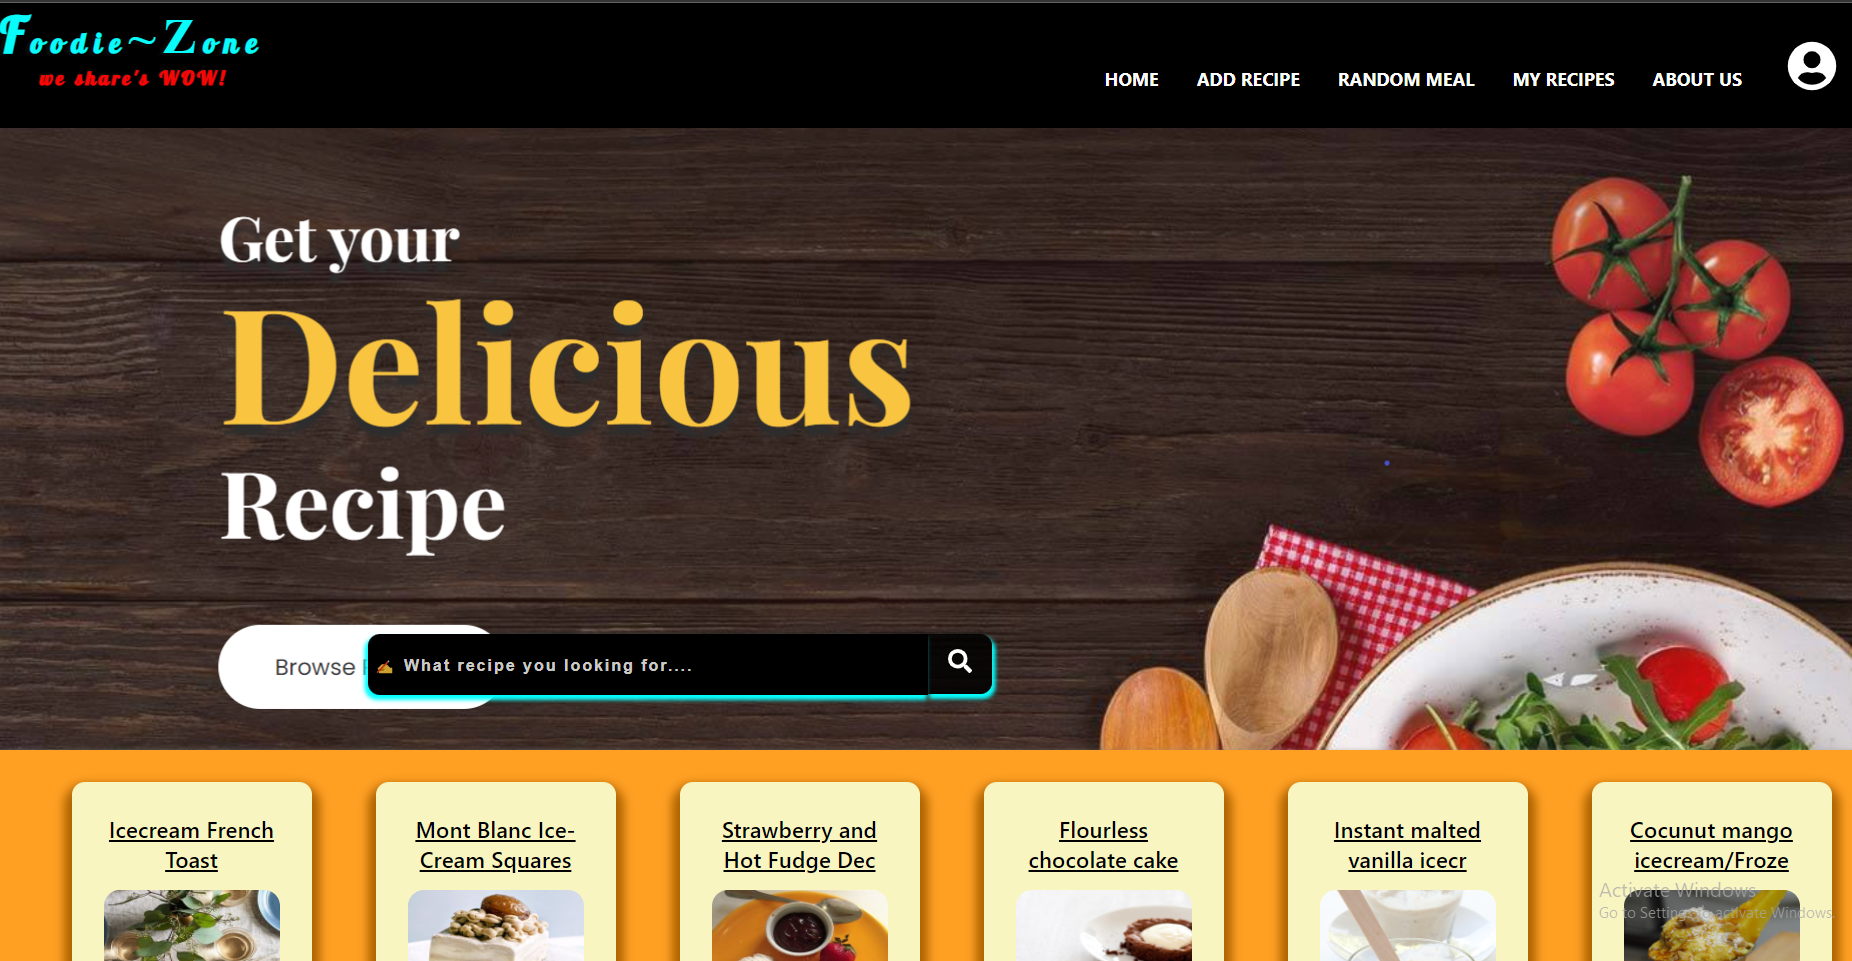 Foodie~Zone
we share's WOW!
HOME ADD RECIPE RANDOM MEAL MY RECIPES ABOUT US
Get your
Delicious
Recipe
Browse
✍ What recipe you looking for....
Icecream French
Toast
Mont Blanc Ice-
Cream Squares
Strawberry and
Hot Fudge Dec
Flourless
chocolate cake
Instant malted
vanilla icecr
Cocunut mango
icecream/Froze
Activate Windows
Go to Settings to activate Windows.